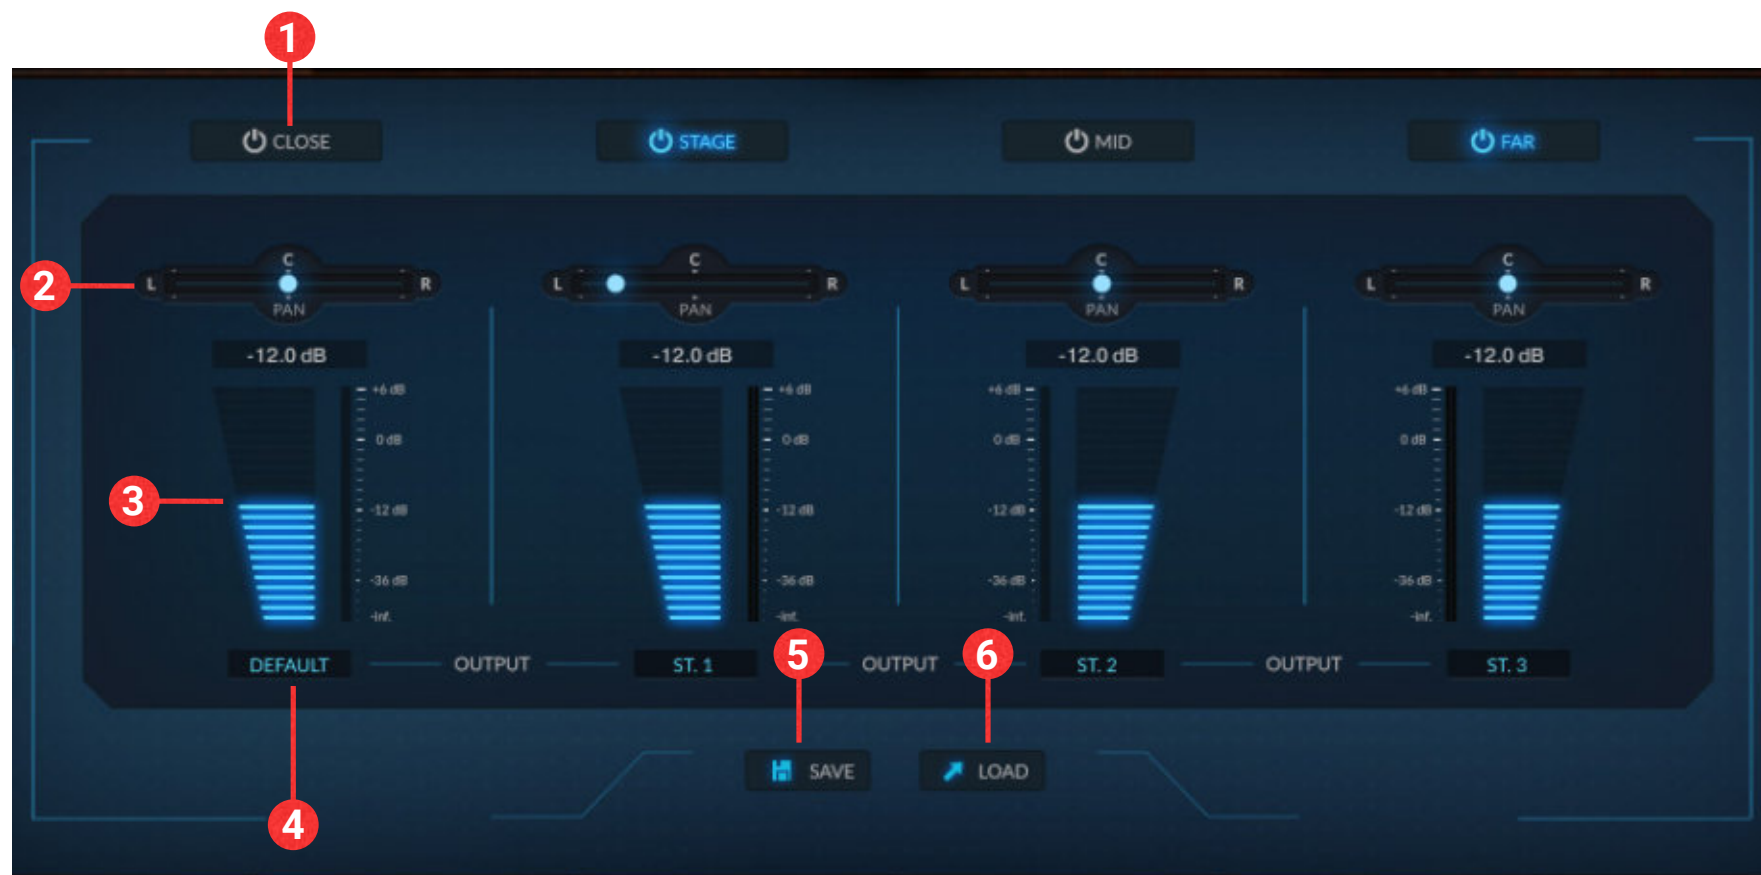 1
CLOSE STAGE MID FAR
C C C C
2 L R L R L R L R
PAN PAN PAN PAN
-12.0 dB -12.0 dB -12.0 dB -12.0 dB
+6 dB +6 dB +6 dB +6 dB
0 dB 0 dB 0 dB 0 dB
3 -12 dB -12 dB -12 dB -12 dB
-36 dB -36 dB -36 dB -36 dB
-inf. -inf. -inf. -inf.
DEFAULT OUTPUT ST. 1 5 OUTPUT 6 ST. 2 OUTPUT ST. 3
SAVE LOAD
4